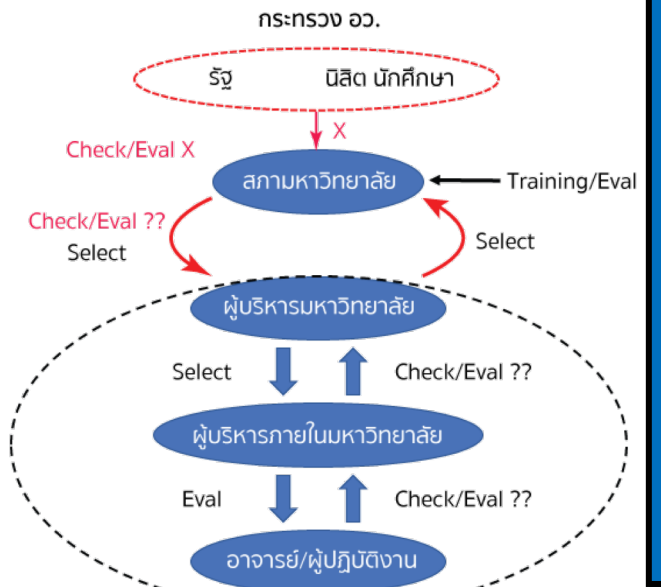 กระทรวง อว.
รัฐ นิสิต นักศึกษา
X
Check/Eval X
สภามหาวิทยาลัย
Training/Eval
Check/Eval ??
Select
Select
ผู้บริหารมหาวิทยาลัย
Select
Check/Eval ??
ผู้บริหารภายในมหาวิทยาลัย
Eval
Check/Eval ??
อาจารย์/ผู้ปฏิบัติงาน